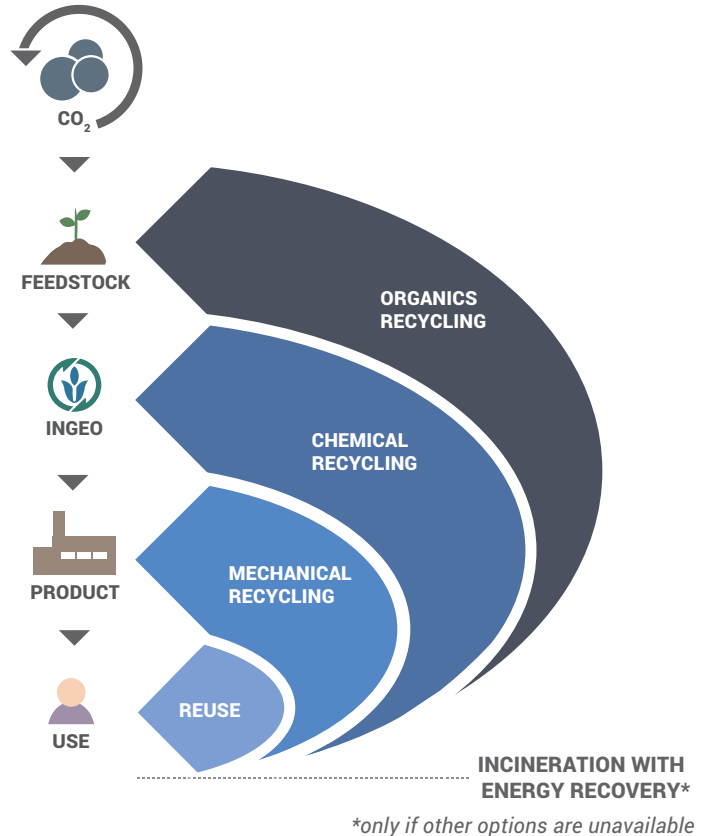 CO₂
FEEDSTOCK
ORGANICS
RECYCLING
INGEO
CHEMICAL
RECYCLING
PRODUCT
MECHANICAL
RECYCLING
USE
REUSE
INCINERATION WITH
ENERGY RECOVERY*
*only if other options are unavailable